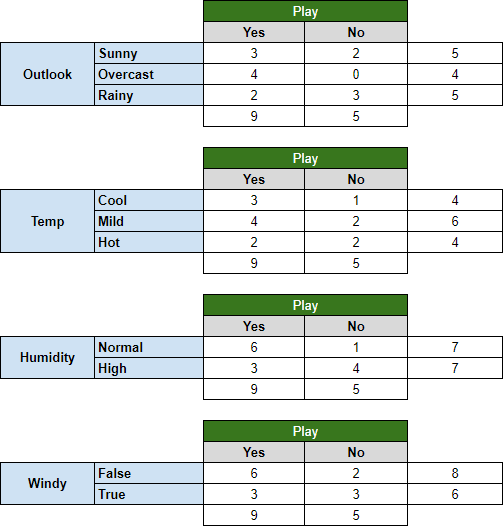 Play
Yes No
Sunny 3 2 5
Outlook Overcast 4 0 4
Rainy 2 3 5
9 5
Play
Yes No
Cool 3 1 4
Temp Mild 4 2 6
Hot 2 2 4
9 5
Play
Yes No
Humidity Normal 6 1 7
High 3 4 7
9 5
Play
Yes No
Windy False 6 2 8
True 3 3 6
9 5